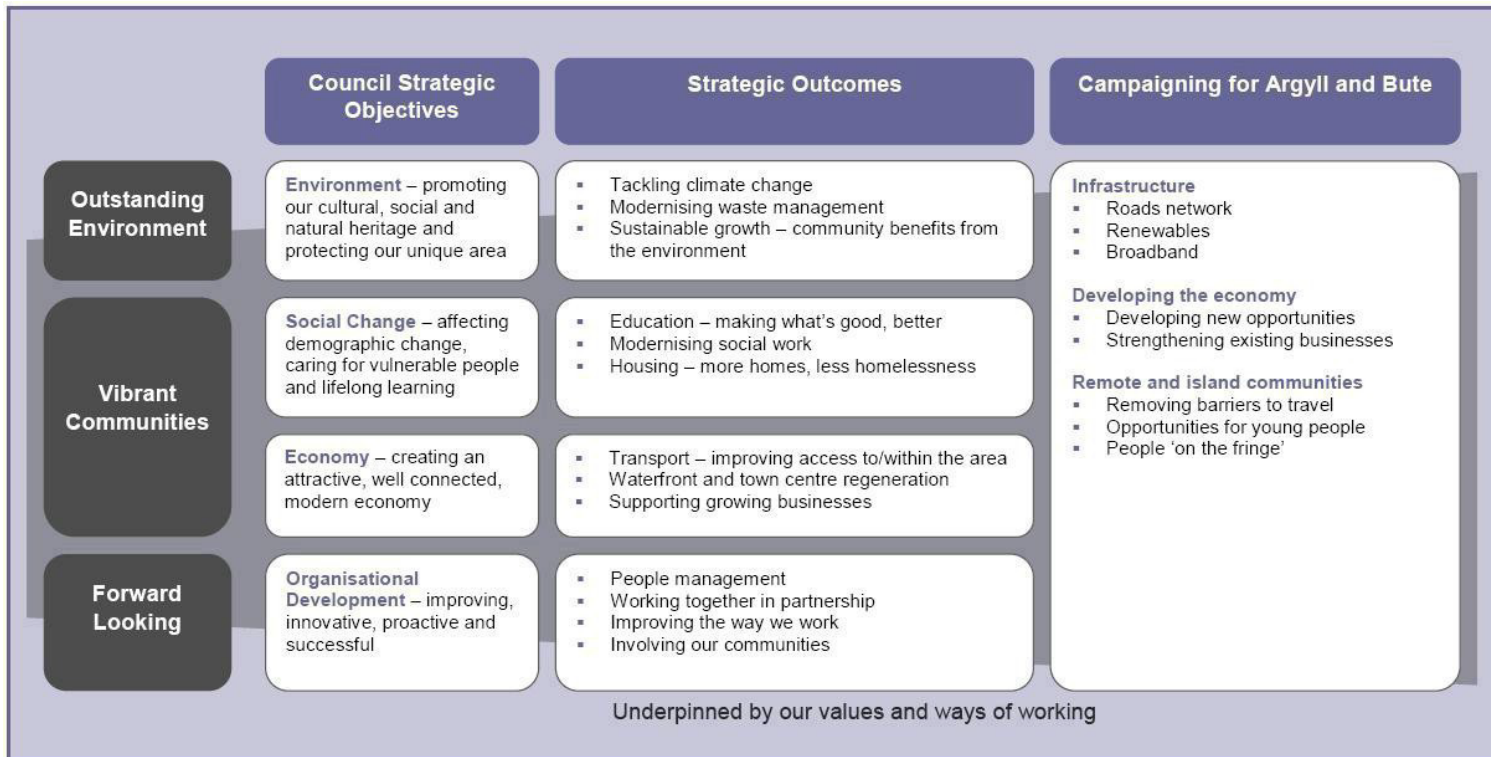 Council Strategic
Objectives
Strategic Outcomes
Campaigning for Argyll and Bute
Outstanding
Environment
Environment – promoting
our cultural, social and
natural heritage and
protecting our unique area
▪ Tackling climate change
▪ Modernising waste management
▪ Sustainable growth – community benefits from
the environment
Vibrant
Communities
Social Change – affecting
demographic change,
caring for vulnerable people
and lifelong learning
▪ Education – making what's good, better
▪ Modernising social work
▪ Housing – more homes, less homelessness
Economy – creating an
attractive, well connected,
modern economy
▪ Transport – improving access to/within the area
▪ Waterfront and town centre regeneration
▪ Supporting growing businesses
Forward
Looking
Organisational
Development – improving,
innovative, proactive and
successful
▪ People management
▪ Working together in partnership
▪ Improving the way we work
▪ Involving our communities
Infrastructure
▪ Roads network
▪ Renewables
▪ Broadband
Developing the economy
▪ Developing new opportunities
▪ Strengthening existing businesses
Remote and island communities
▪ Removing barriers to travel
▪ Opportunities for young people
▪ People 'on the fringe'
Underpinned by our values and ways of working